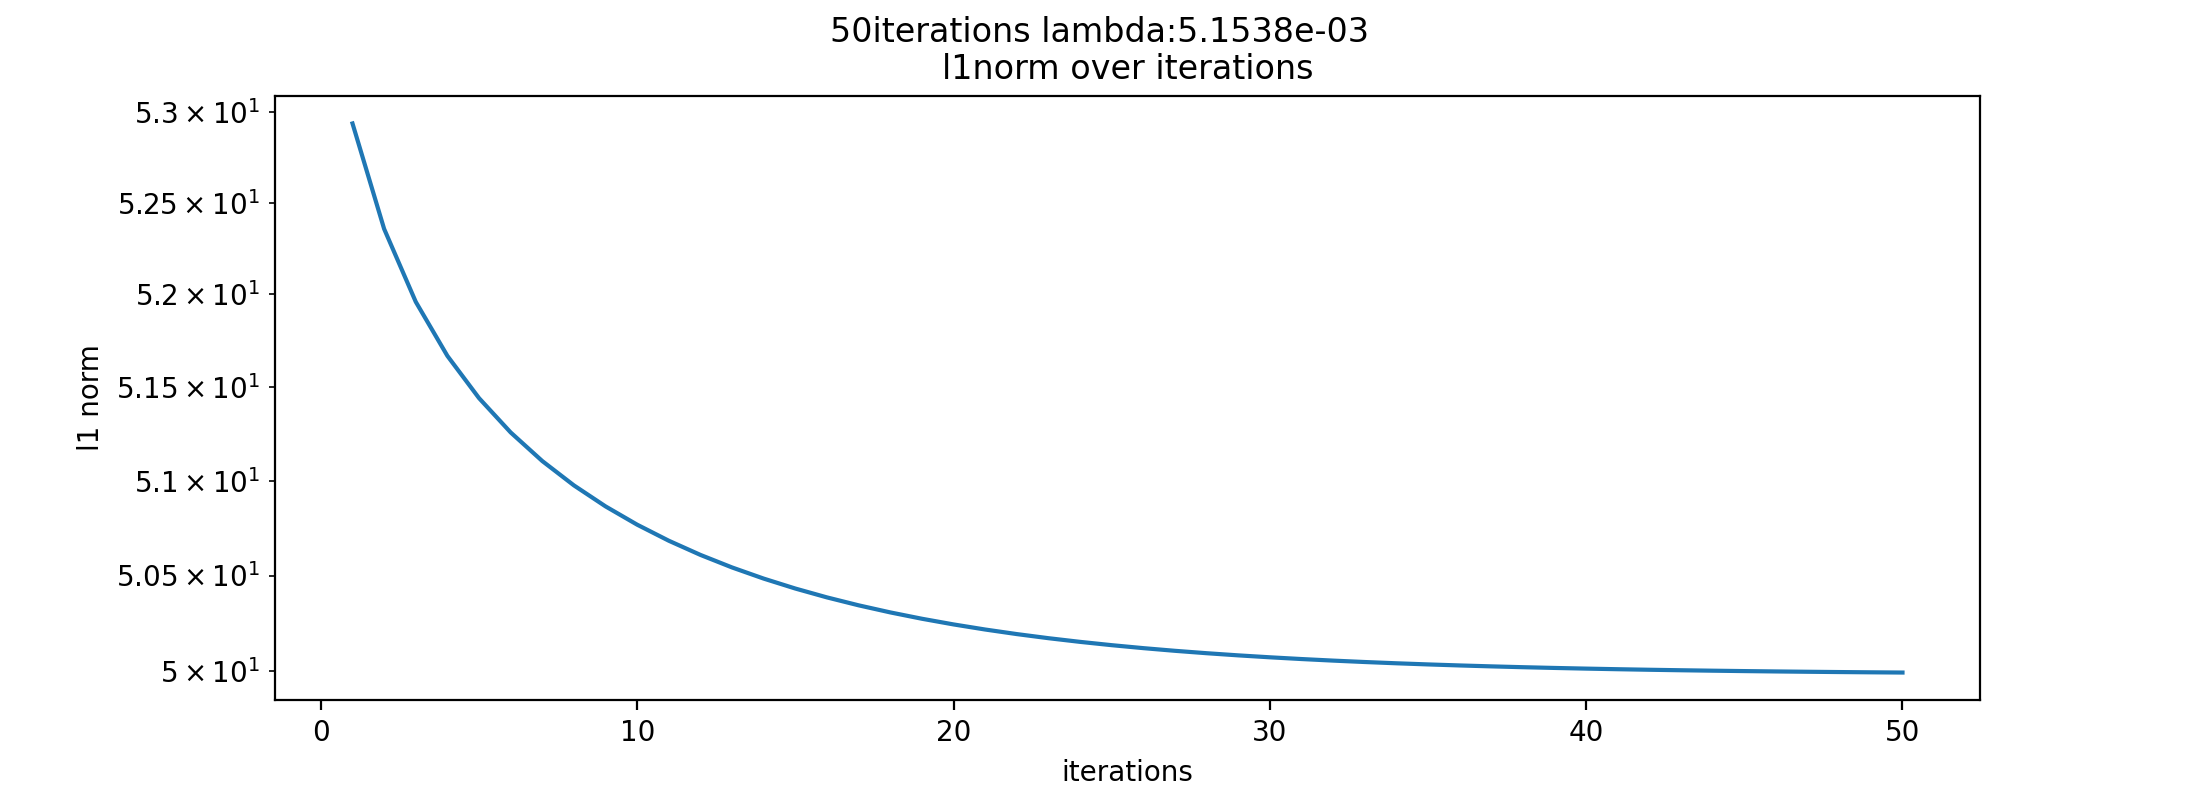 50iterations lambda:5.1538e-03
l1norm over iterations
5.3 × 10¹
5.25 × 10¹
5.2 × 10¹
5.15 × 10¹
5.1 × 10¹
5.05 × 10¹
5 × 10¹
l1 norm
0 10 20 30 40 50
iterations